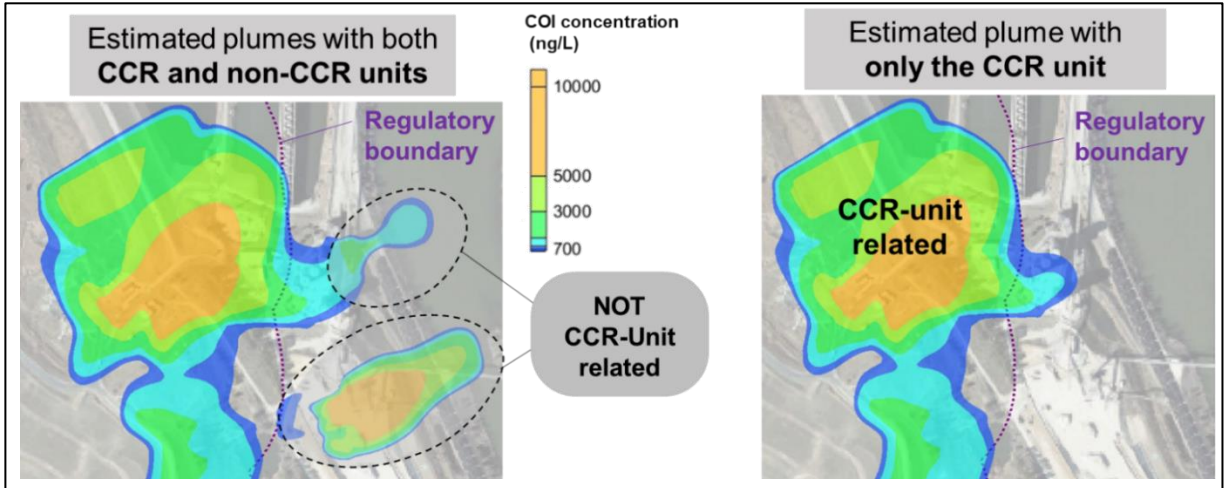 Estimated plumes with both
CCR and non-CCR units
COI concentration
(ng/L)
10000
5000
3000
700
Regulatory
boundary
NOT
CCR-Unit
related
Estimated plume with
only the CCR unit
Regulatory
boundary
CCR-unit
related